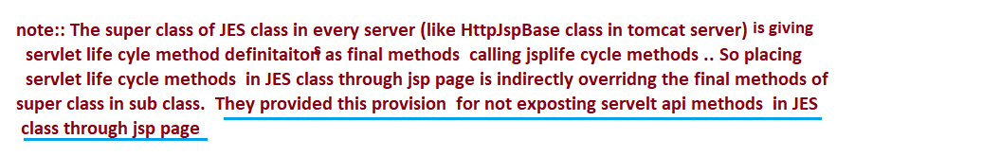 note:: The super class of JES class in every server (like HttpJspBase class in tomcat server) is giving
servlet life cyle method definitaitons as final methods calling jsplife cycle methods .. So placing
servlet life cycle methods in JES class through jsp page is indirectly overridng the final methods of
super class in sub class. They provided this provision for not exposting servelt api methods in JES
class through jsp page